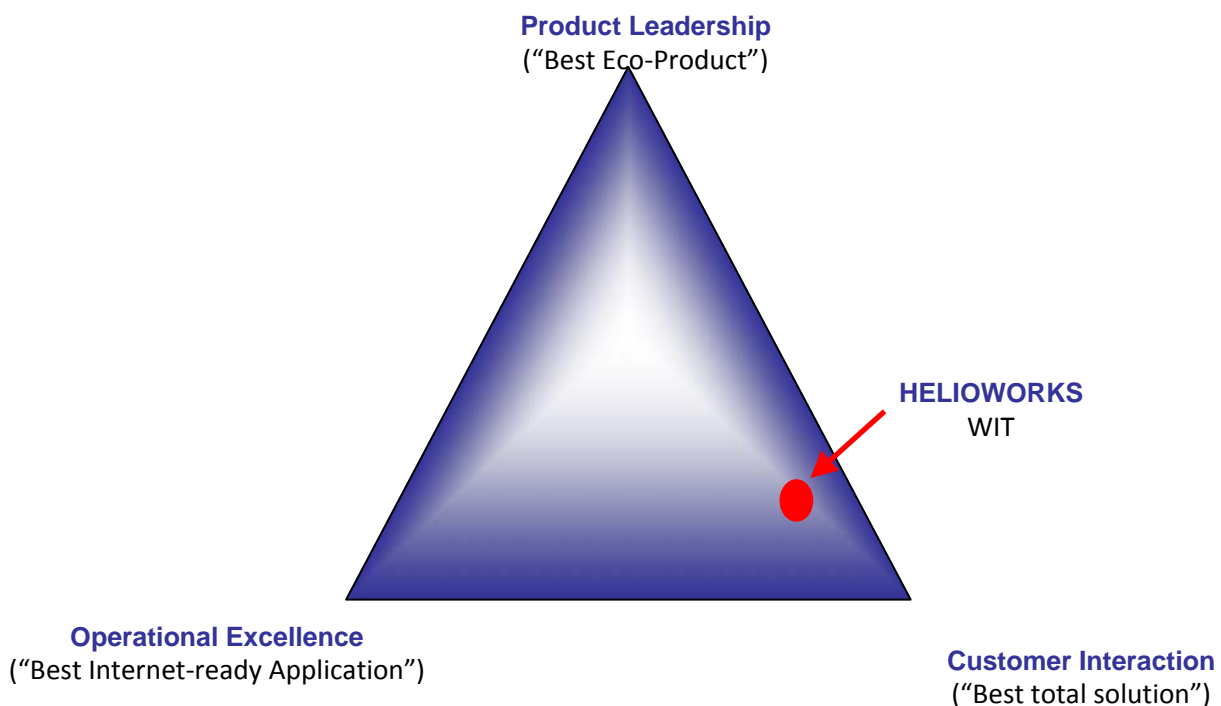 Product Leadership
(“Best Eco-Product”)
HELIOWORKS
WIT
Operational Excellence
(“Best Internet-ready Application”)
Customer Interaction
(“Best total solution”)